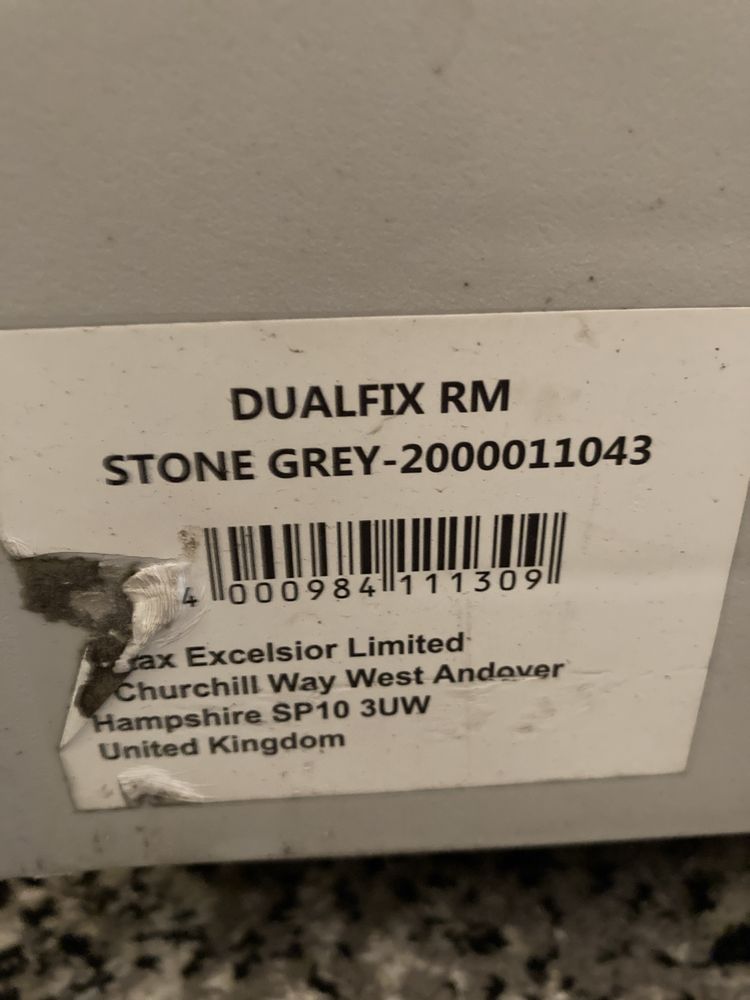 DUALFIX RM
STONE GREY-2000011043
4 000984 111309
Excelsior Limited
Churchill Way West Andover
Hampshire SP10 3UW
United Kingdom